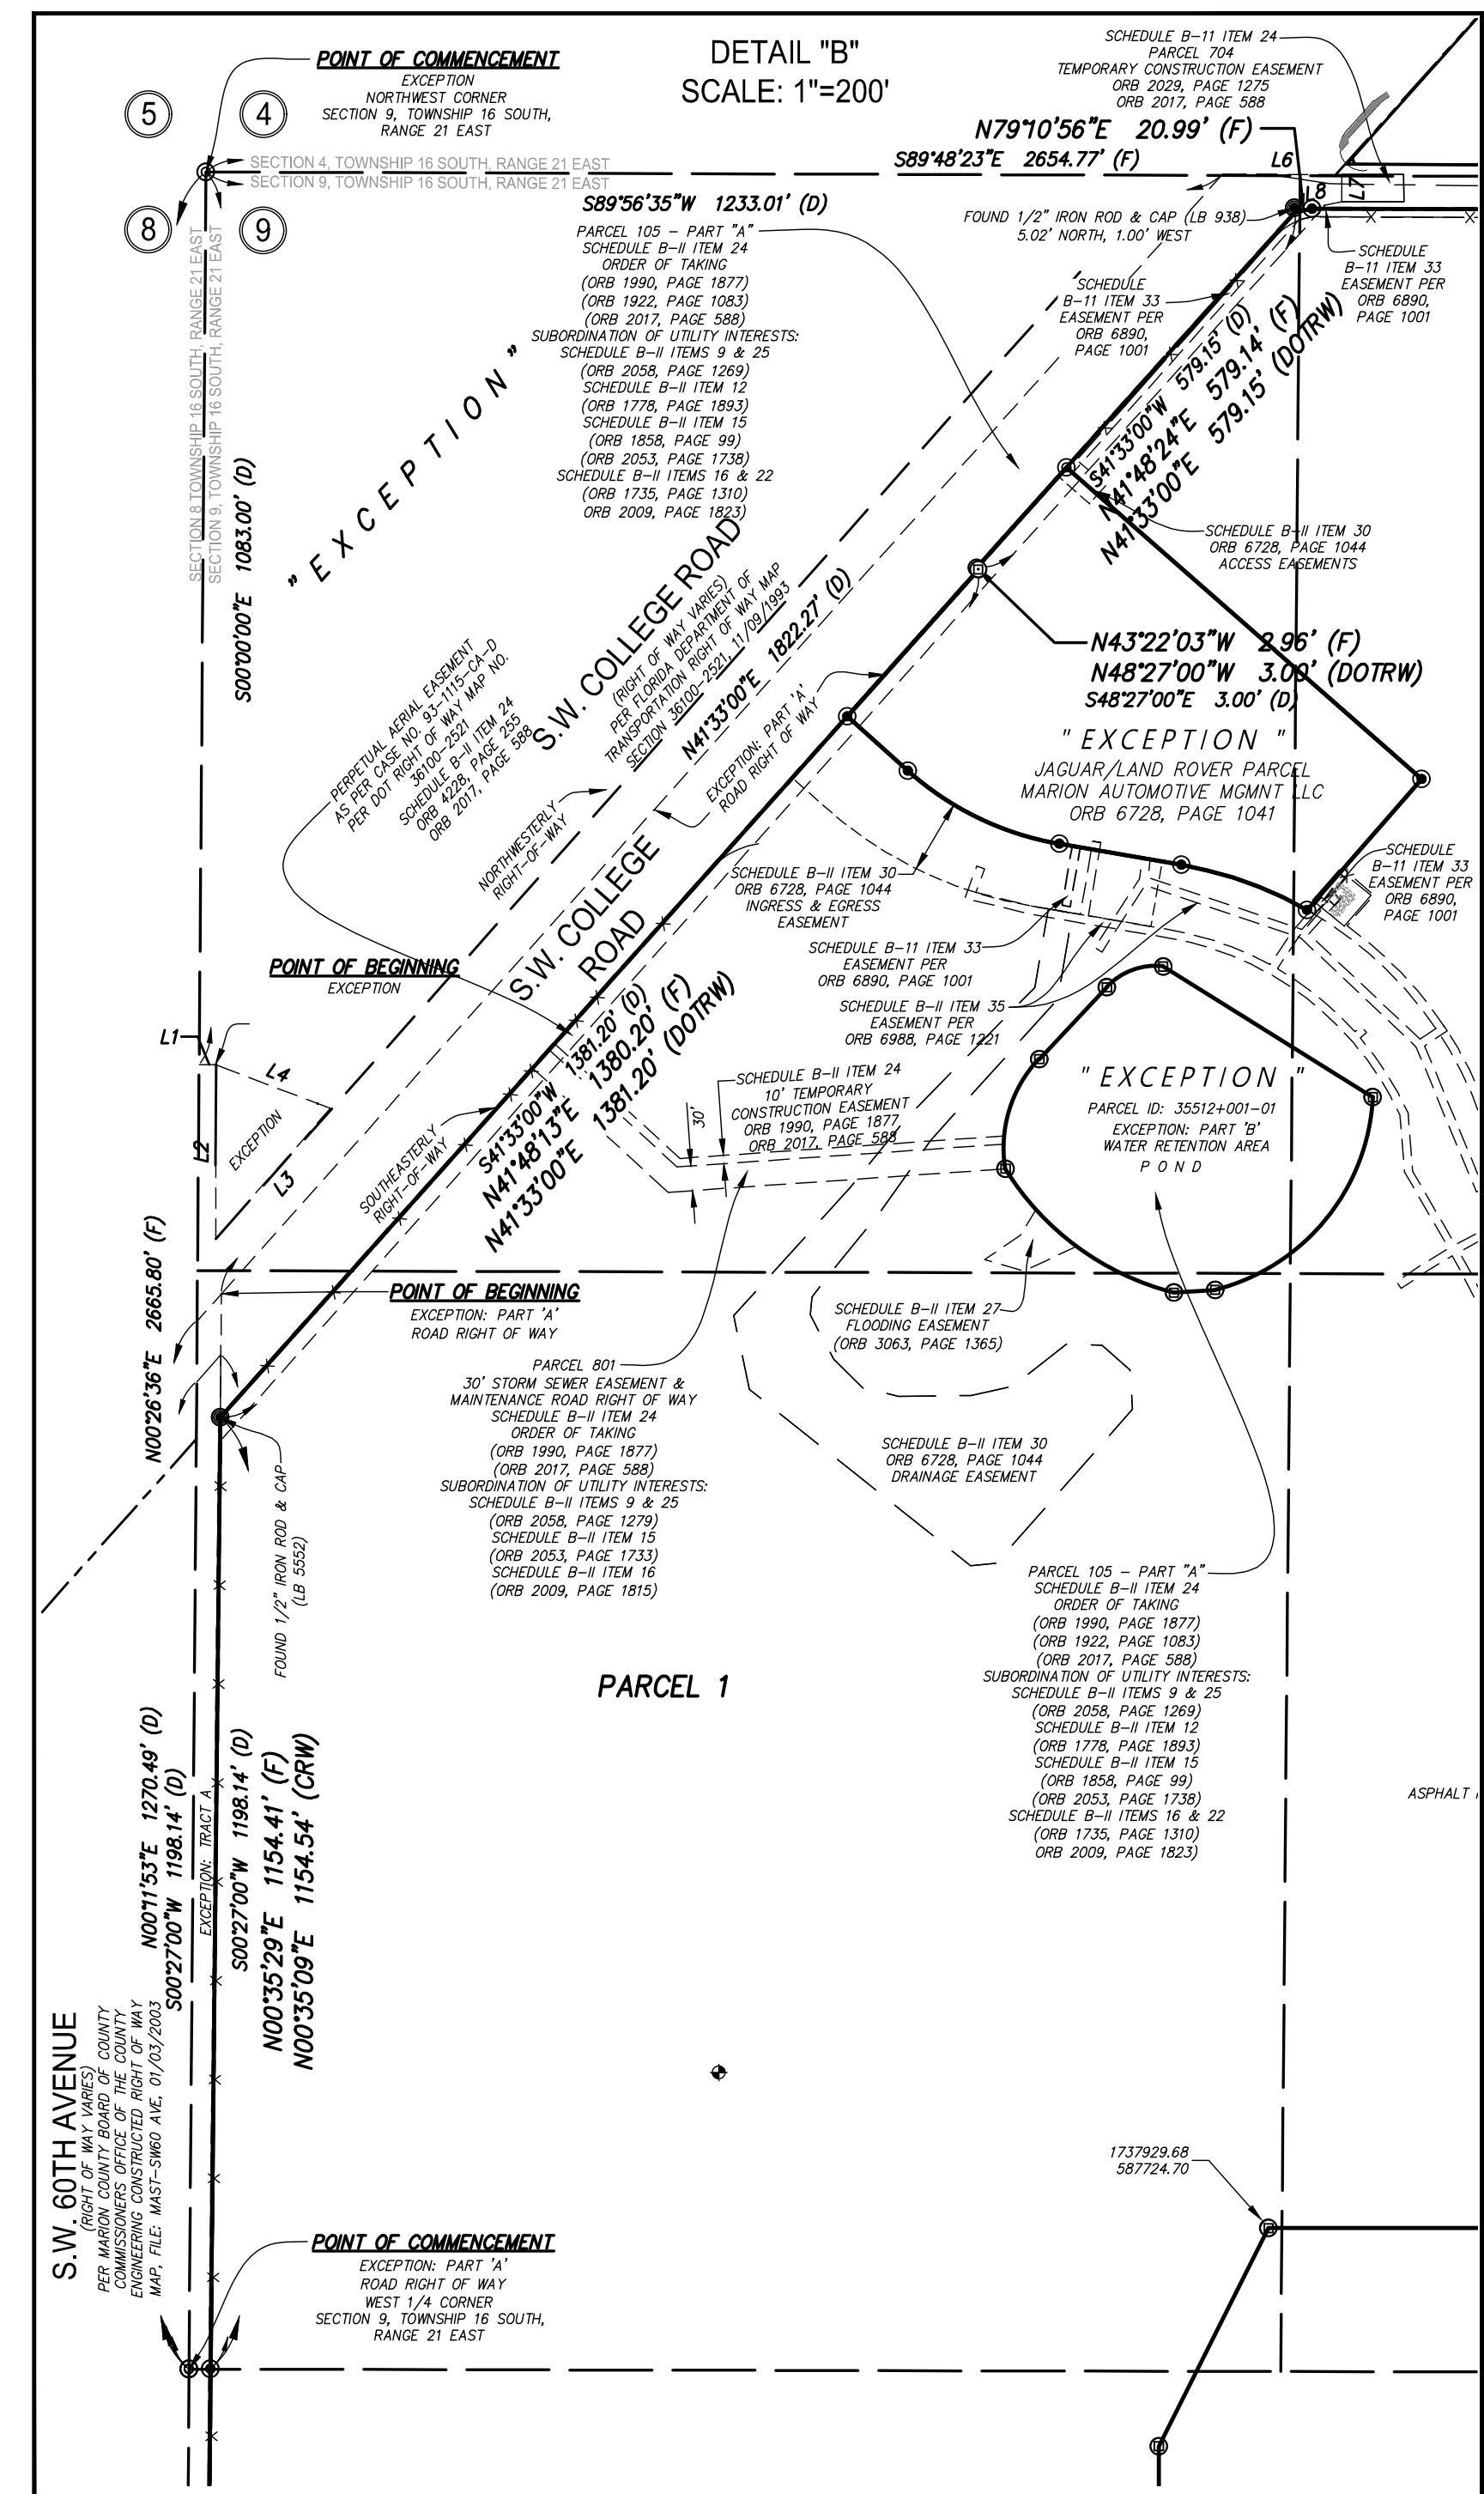 DETAIL "B"
SCALE: 1"=200'
POINT OF COMMENCEMENT
EXCEPTION
NORTHWEST CORNER
SECTION 9, TOWNSHIP 16 SOUTH,
RANGE 21 EAST
5
4
8
9
SECTION 4, TOWNSHIP 16 SOUTH, RANGE 21 EAST
SECTION 9, TOWNSHIP 16 SOUTH, RANGE 21 EAST
SCHEDULE B-11 ITEM 24
PARCEL 704
TEMPORARY CONSTRUCTION EASEMENT
ORB 2029, PAGE 1275
ORB 2017, PAGE 588
N79°10'56"E 20.99' (F)
S89°48'23"E 2654.77' (F)
L6
L7
L8
S89°56'35"W 1233.01' (D)
FOUND 1/2" IRON ROD & CAP (LB 938)
5.02' NORTH, 1.00' WEST
PARCEL 105 - PART "A"
SCHEDULE B-II ITEM 24
ORDER OF TAKING
(ORB 1990, PAGE 1877)
(ORB 1922, PAGE 1083)
(ORB 2017, PAGE 588)
SUBORDINATION OF UTILITY INTERESTS:
SCHEDULE B-II ITEMS 9 & 25
(ORB 2058, PAGE 1269)
SCHEDULE B-II ITEM 12
(ORB 1778, PAGE 1893)
SCHEDULE B-II ITEM 15
(ORB 1858, PAGE 99)
(ORB 2053, PAGE 1738)
SCHEDULE B-II ITEMS 16 & 22
(ORB 1735, PAGE 1310)
ORB 2009, PAGE 1823)
SCHEDULE
B-11 ITEM 33
EASEMENT PER
ORB 6890,
PAGE 1001
SCHEDULE
B-11 ITEM 33
EASEMENT PER
ORB 6890,
PAGE 1001
SECTION 8 TOWNSHIP 16 SOUTH, RANGE 21 EAST
SECTION 9, TOWNSHIP 16 SOUTH, RANGE 21 EAST
S00°00'00"E 1083.00' (D)
" EXCEPTION "
S41°33'00"W 579.15' (D)
N41°48'24"E 579.14' (F)
N41°33'00"E 579.15' (DOTRW)
SCHEDULE B-II ITEM 30
ORB 6728, PAGE 1044
ACCESS EASEMENTS
N43°22'03"W 2.96' (F)
N48°27'00"W 3.00' (DOTRW)
S48°27'00"E 3.00' (D)
" EXCEPTION "
JAGUAR/LAND ROVER PARCEL
MARION AUTOMOTIVE MGMNT LLC
ORB 6728, PAGE 1041
S.W. COLLEGE ROAD
(RIGHT OF WAY VARIES)
PER FLORIDA DEPARTMENT OF
TRANSPORTATION RIGHT OF WAY MAP
SECTION 36100-2521, 11/09/1993
N41°33'00"E 1822.27' (D)
EXCEPTION: PART 'A'
ROAD RIGHT OF WAY
PERPETUAL AERIAL EASEMENT
AS PER CASE NO. 93-1115-CA-D
PER DOT RIGHT OF WAY MAP NO.
36100-2521
SCHEDULE B-II ITEM 24
ORB 4228, PAGE 255
ORB 2017, PAGE 588
NORTHWESTERLY
RIGHT-OF-WAY
S.W. COLLEGE
ROAD
SCHEDULE B-II ITEM 30
ORB 6728, PAGE 1044
INGRESS & EGRESS
EASEMENT
SCHEDULE
B-11 ITEM 33
EASEMENT PER
ORB 6890,
PAGE 1001
SCHEDULE B-11 ITEM 33
EASEMENT PER
ORB 6890, PAGE 1001
SCHEDULE B-II ITEM 35
EASEMENT PER
ORB 6988, PAGE 1221
POINT OF BEGINNING
EXCEPTION
L1
L4
L2
EXCEPTION
L3
S41°33'00"W 1381.20' (D)
N41°48'13"E 1380.20' (F)
N41°33'00"E 1381.20' (DOTRW)
SOUTHEASTERLY
RIGHT-OF-WAY
30'
SCHEDULE B-II ITEM 24
10' TEMPORARY
CONSTRUCTION EASEMENT
ORB 1990, PAGE 1877
ORB 2017, PAGE 588
" EXCEPTION "
PARCEL ID: 35512+001-01
EXCEPTION: PART 'B'
WATER RETENTION AREA
POND
N00°26'36"E 2665.80' (F)
POINT OF BEGINNING
EXCEPTION: PART 'A'
ROAD RIGHT OF WAY
SCHEDULE B-II ITEM 27
FLOODING EASEMENT
(ORB 3063, PAGE 1365)
PARCEL 801
30' STORM SEWER EASEMENT &
MAINTENANCE ROAD RIGHT OF WAY
SCHEDULE B-II ITEM 24
ORDER OF TAKING
(ORB 1990, PAGE 1877)
(ORB 2017, PAGE 588)
SUBORDINATION OF UTILITY INTERESTS:
SCHEDULE B-II ITEMS 9 & 25
(ORB 2058, PAGE 1279)
SCHEDULE B-II ITEM 15
(ORB 2053, PAGE 1733)
SCHEDULE B-II ITEM 16
(ORB 2009, PAGE 1815)
SCHEDULE B-II ITEM 30
ORB 6728, PAGE 1044
DRAINAGE EASEMENT
FOUND 1/2" IRON ROD & CAP
(LB 5552)
PARCEL 105 - PART "A"
SCHEDULE B-II ITEM 24
ORDER OF TAKING
(ORB 1990, PAGE 1877)
(ORB 1922, PAGE 1083)
(ORB 2017, PAGE 588)
SUBORDINATION OF UTILITY INTERESTS:
SCHEDULE B-II ITEMS 9 & 25
(ORB 2058, PAGE 1269)
SCHEDULE B-II ITEM 12
(ORB 1778, PAGE 1893)
SCHEDULE B-II ITEM 15
(ORB 1858, PAGE 99)
(ORB 2053, PAGE 1738)
SCHEDULE B-II ITEMS 16 & 22
(ORB 1735, PAGE 1310)
ORB 2009, PAGE 1823)
PARCEL 1
ASPHALT
N00°11'53"E 1270.49' (D)
S00°27'00"W 1198.14' (D)
EXCEPTION: TRACT A
S00°27'00"W 1198.14' (D)
N00°35'29"E 1154.41' (F)
N00°35'09"E 1154.54' (CRW)
S.W. 60TH AVENUE
(RIGHT OF WAY VARIES)
PER MARION COUNTY BOARD OF COUNTY
COMMISSIONERS OFFICE OF THE COUNTY
ENGINEERING CONSTRUCTED RIGHT OF WAY
MAP, FILE: MAST-SW60 AVE, 01/03/2003
1737929.68
587724.70
POINT OF COMMENCEMENT
EXCEPTION: PART 'A'
ROAD RIGHT OF WAY
WEST 1/4 CORNER
SECTION 9, TOWNSHIP 16 SOUTH,
RANGE 21 EAST